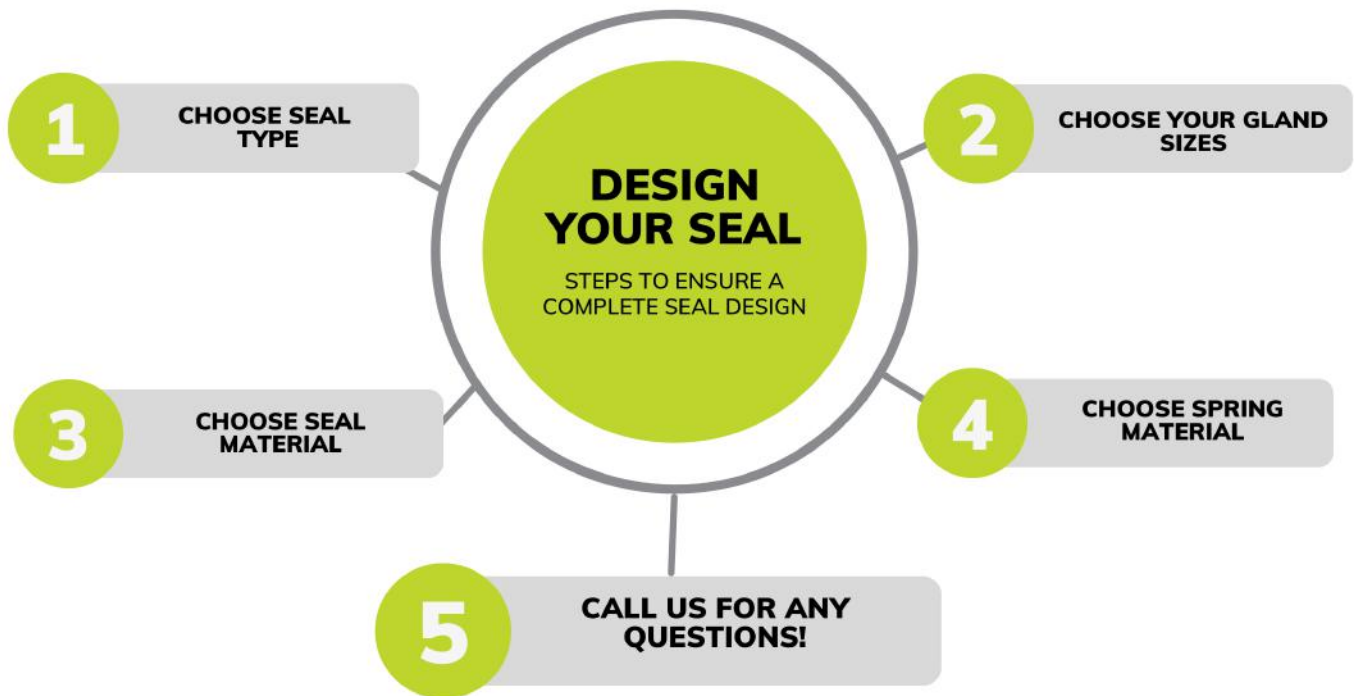 1
CHOOSE SEAL
TYPE
2
CHOOSE YOUR GLAND
SIZES
DESIGN
YOUR SEAL
STEPS TO ENSURE A
COMPLETE SEAL DESIGN
3
CHOOSE SEAL
MATERIAL
4
CHOOSE SPRING
MATERIAL
5
CALL US FOR ANY
QUESTIONS!